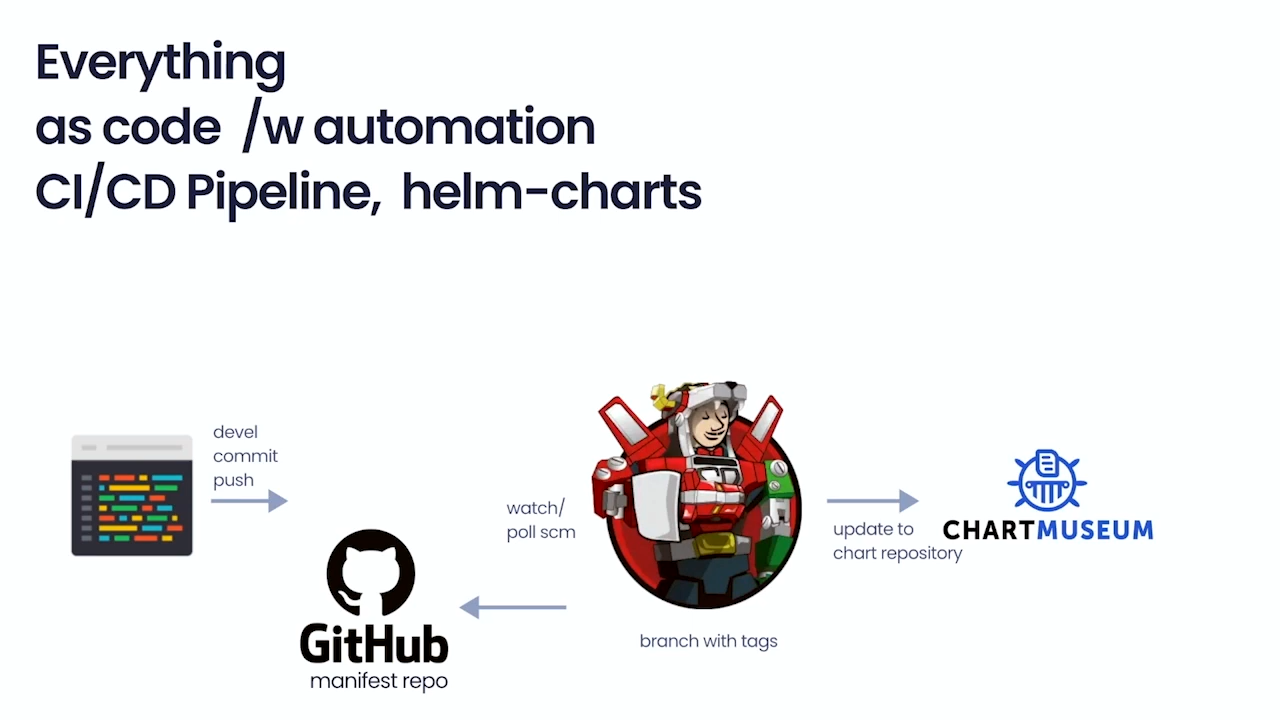 Everything
as code /w automation
CI/CD Pipeline, helm-charts
devel
commit
push
watch/
poll scm
update to
chart repository
CHARTMUSEUM
GitHub
manifest repo
branch with tags